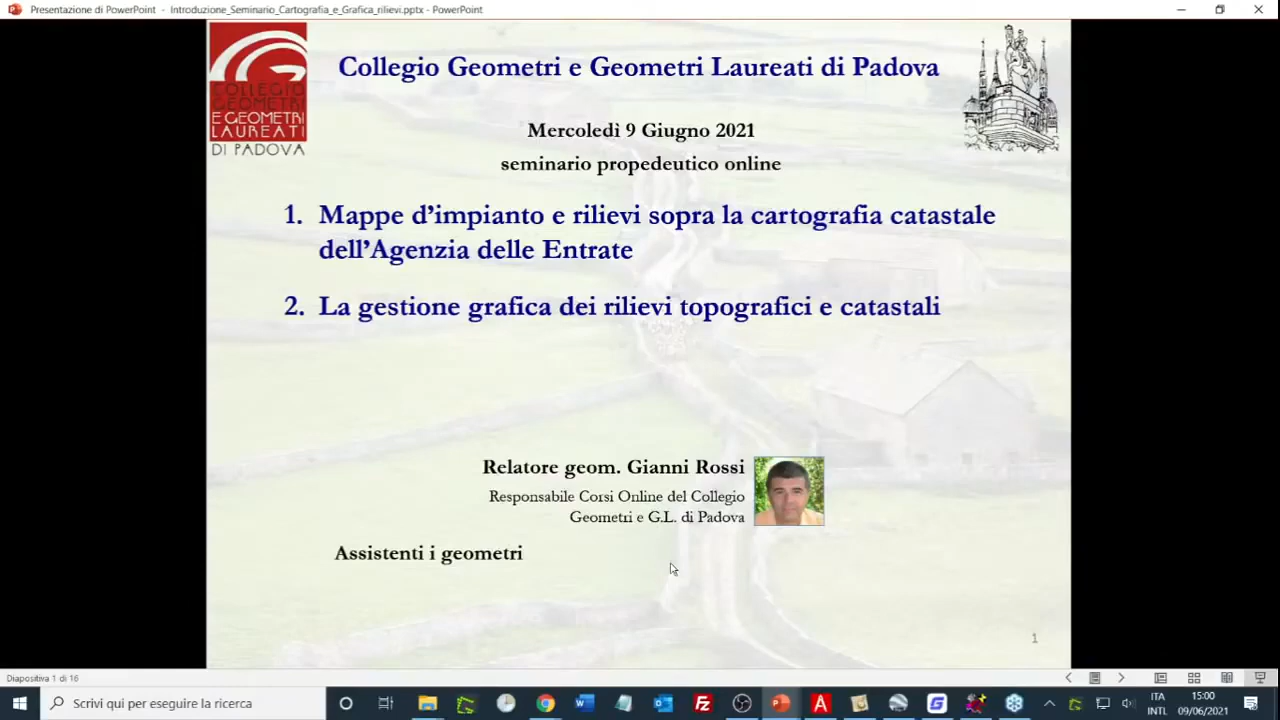 Presentazione di PowerPoint - Introduzione_Seminario_Cartografia_e_Grafica_rilievi.pptx - PowerPoint
COLLEGIO
GEOMETRI
E GEOMETRI
LAUREATI
DI PADOVA
Collegio Geometri e Geometri Laureati di Padova
Mercoledì 9 Giugno 2021
seminario propedeutico online
1. Mappe d'impianto e rilievi sopra la cartografia catastale
dell'Agenzia delle Entrate
2. La gestione grafica dei rilievi topografici e catastali
Relatore geom. Gianni Rossi
Responsabile Corsi Online del Collegio
Geometri e G.L. di Padova
Assistenti i geometri
1
Diapositiva 1 di 16
Scrivi qui per eseguire la ricerca
ITA
INTL
15:00
09/06/2021